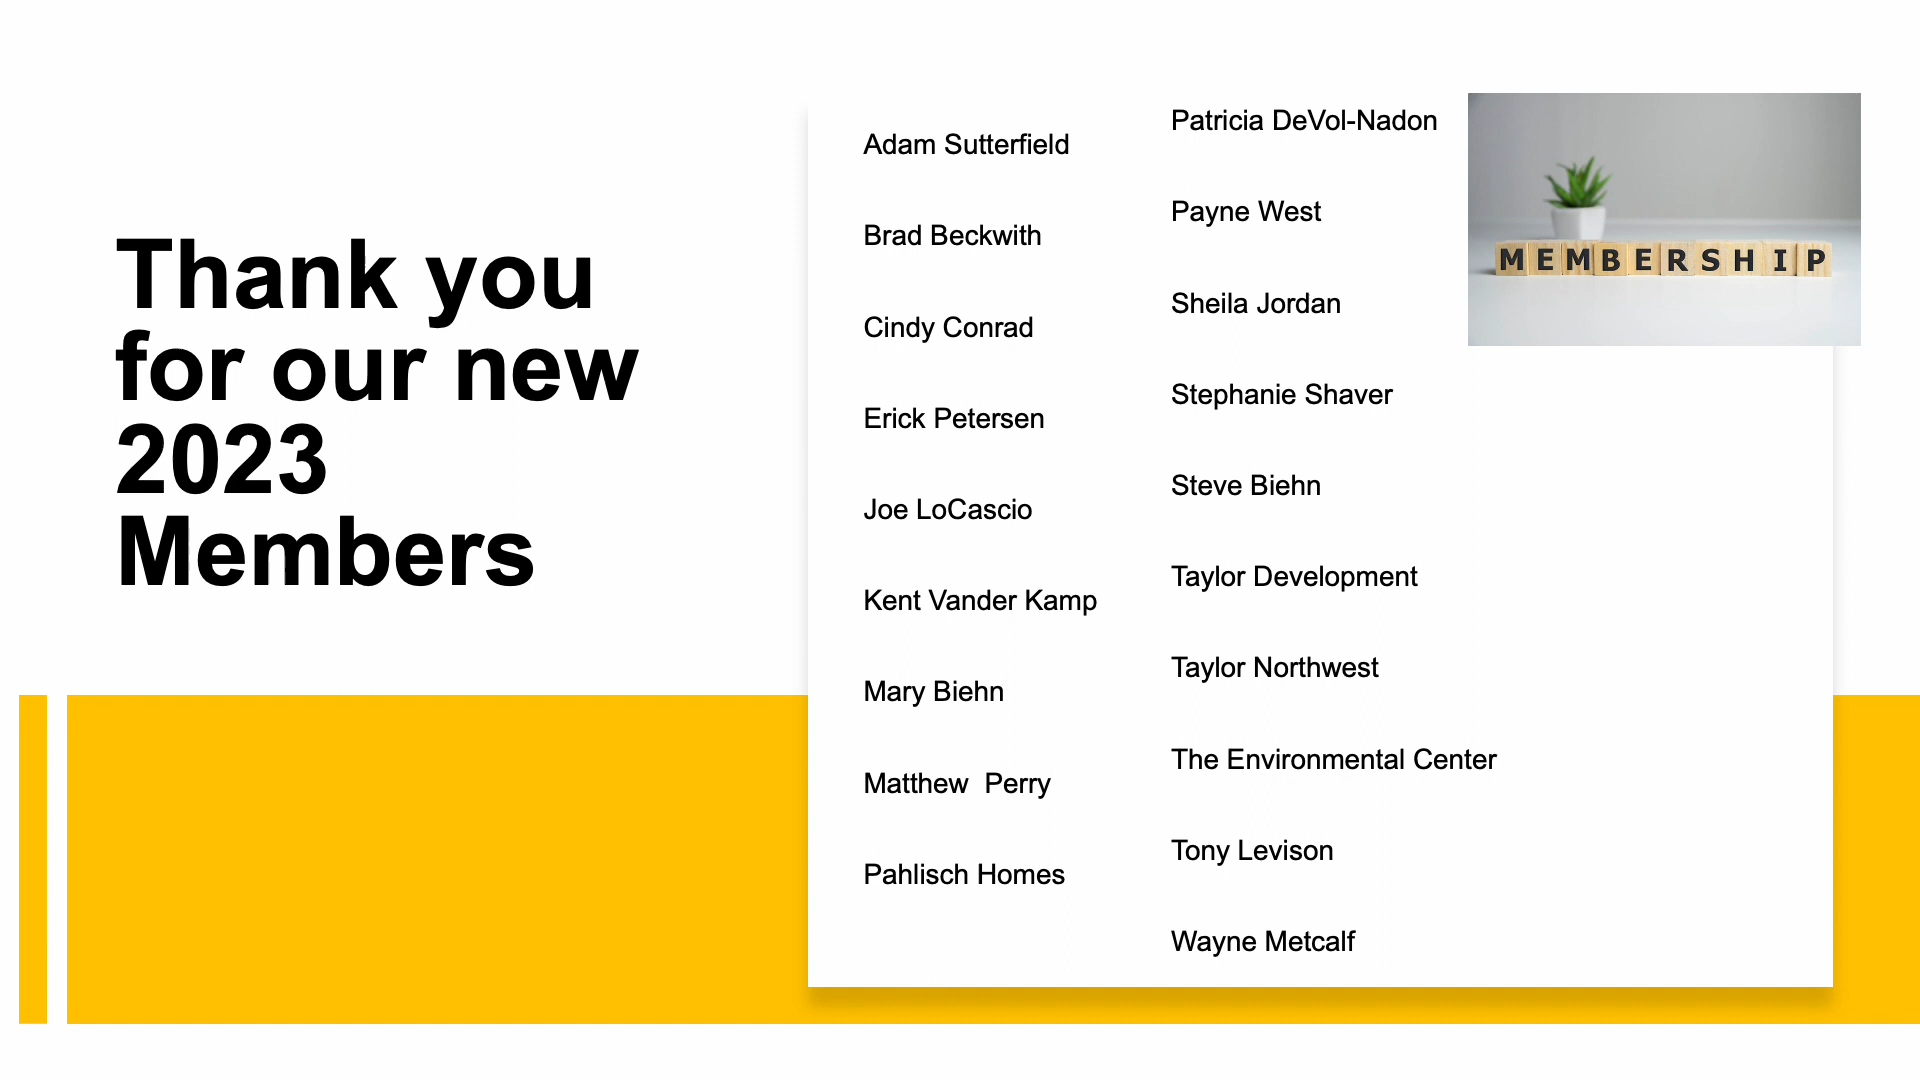 Thank you
for our new
2023
Members
Adam Sutterfield
Brad Beckwith
Cindy Conrad
Erick Petersen
Joe LoCascio
Kent Vander Kamp
Mary Biehn
Matthew  Perry
Pahlisch Homes
Patricia DeVol-Nadon
Payne West
Sheila Jordan
Stephanie Shaver
Steve Biehn
Taylor Development
Taylor Northwest
The Environmental Center
Tony Levison
Wayne Metcalf
MEMBERSHIP